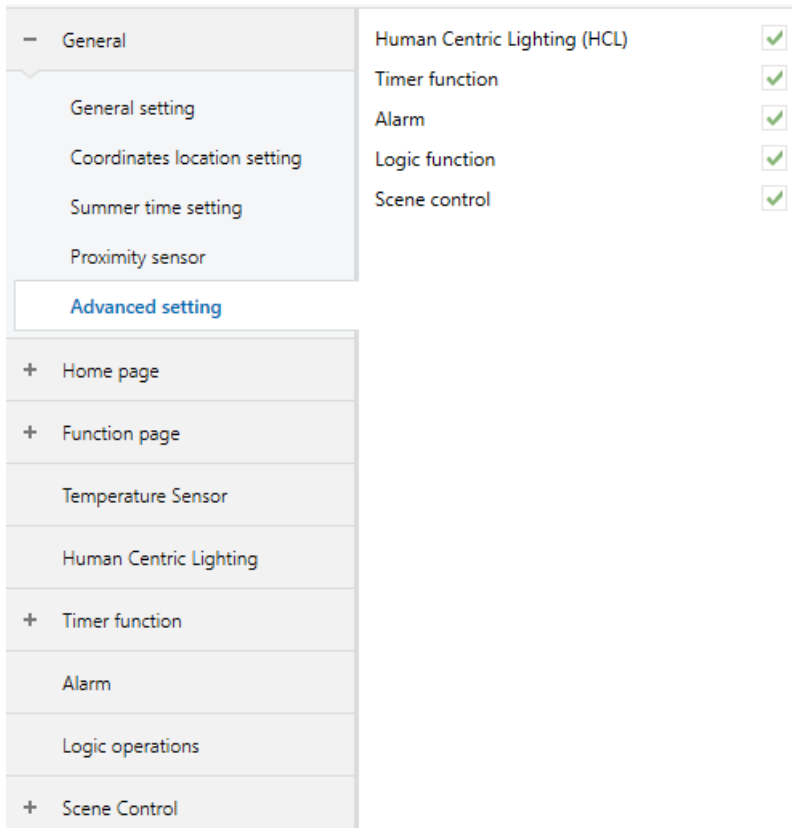 General
General setting
Coordinates location setting
Summer time setting
Proximity sensor
Advanced setting
Home page
Function page
Temperature Sensor
Human Centric Lighting
Timer function
Alarm
Logic operations
Scene Control
Human Centric Lighting (HCL)
Timer function
Alarm
Logic function
Scene control